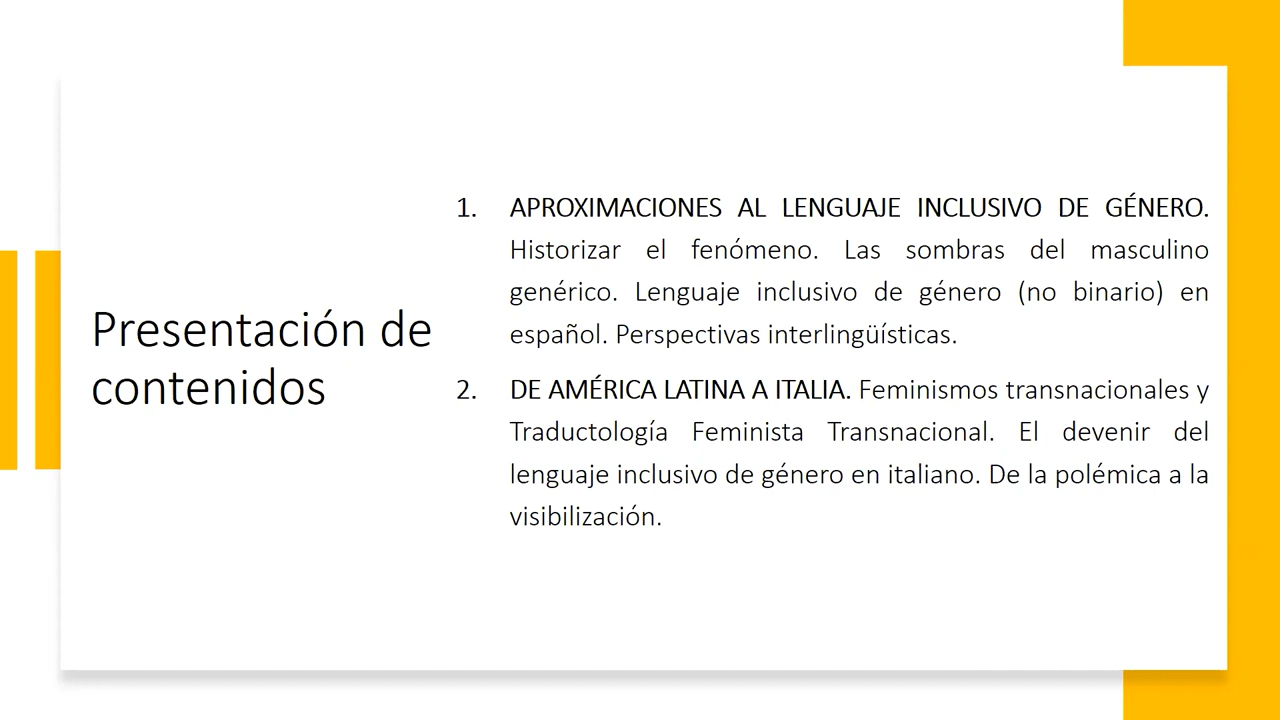 Presentación de
contenidos
1. APROXIMACIONES AL LENGUAJE INCLUSIVO DE GÉNERO.
Historizar el fenómeno. Las sombras del masculino
genérico. Lenguaje inclusivo de género (no binario) en
español. Perspectivas interlingüísticas.
2. DE AMÉRICA LATINA A ITALIA. Feminismos transnacionales y
Traductología Feminista Transnacional. El devenir del
lenguaje inclusivo de género en italiano. De la polémica a la
visibilización.